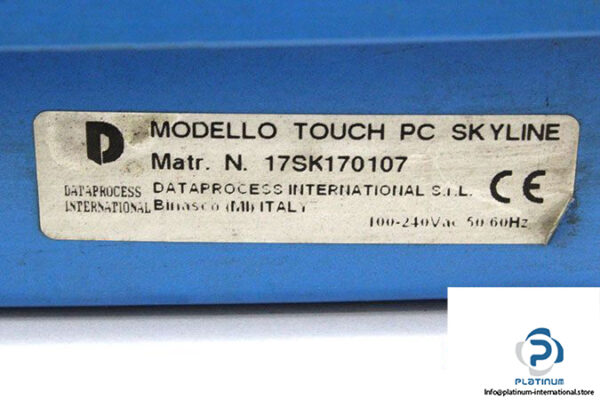 D
MODELLO TOUCH PC SKYLINE
Matr. N. 17SK170107
DATAPROCESS INTERNATIONAL
DATAPROCESS INTERNATIONAL S.r.L.
Binasco (MI) ITALY
CE
100-240Vac 50/60Hz
P
PLATINUM
info@platinum-international.store